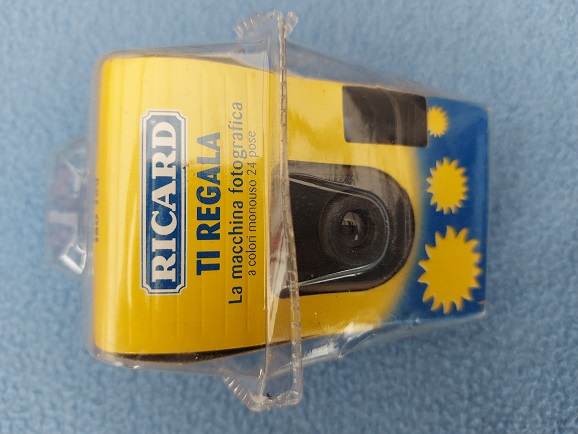 RICARD
TI REGALA
La macchina fotografica
a colori monouso 24 pose